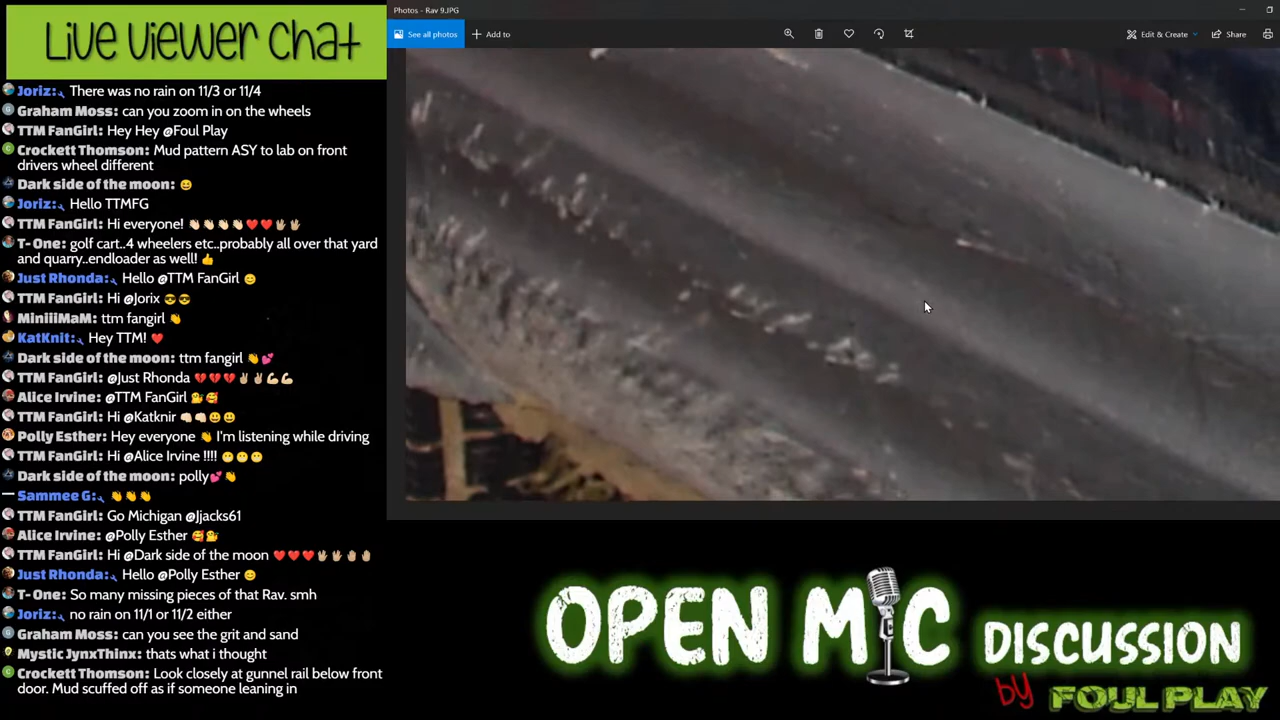 Live Viewer Chat
Joriz: There was no rain on 11/3 or 11/4
Graham Moss: can you zoom in on the wheels
TTM FanGirl: Hey Hey @Foul Play
Crockett Thomson: Mud pattern ASY to lab on front
drivers wheel different
Dark side of the moon: 😆
Joriz: Hello TTMFG
TTM FanGirl: Hi everyone! 👏🏻👏🏻👏🏻👏🏻❤️❤️🖖🏼🖖🏼
T-One: golf cart..4 wheelers etc..probably all over that yard
and quarry..endloader as well! 👍
Just Rhonda: Hello @TTM FanGirl 😊
TTM FanGirl: Hi @Jorix 😎😎
MiniiiMaM: ttm fangirl 👋
KatKnit: Hey TTM! ❤️
Dark side of the moon: ttm fangirl 👋💕
TTM FanGirl: @Just Rhonda 💔💔💔✌🏼✌🏼💪🏼💪🏼
Alice Irvine: @TTM FanGirl 🤷🥰
TTM FanGirl: Hi @Katknir 👊🏻👊🏻😃😃
Polly Esther: Hey everyone 👋 I'm listening while driving
TTM FanGirl: Hi @Alice Irvine !!!! 😬😬😬
Dark side of the moon: polly💕👋
Sammee G: 👏👏👏
TTM FanGirl: Go Michigan @Jjacks61
Alice Irvine: @Polly Esther 🥰🤷
TTM FanGirl: Hi @Dark side of the moon ❤️❤️❤️🖖🏼🖖🏼🤚🏼🤚🏼
Just Rhonda: Hello @Polly Esther 😊
T-One: So many missing pieces of that Rav. smh
Joriz: no rain on 11/1 or 11/2 either
Graham Moss: can you see the grit and sand
Mystic JynxThinx: thats what i thought
Crockett Thomson: Look closely at gunnel rail below front
door. Mud scuffed off as if someone leaning in
Photos - Rav 9.JPG
See all photos
Add to
Edit & Create
Share
OPEN MIC
DISCUSSION
by FOUL PLAY